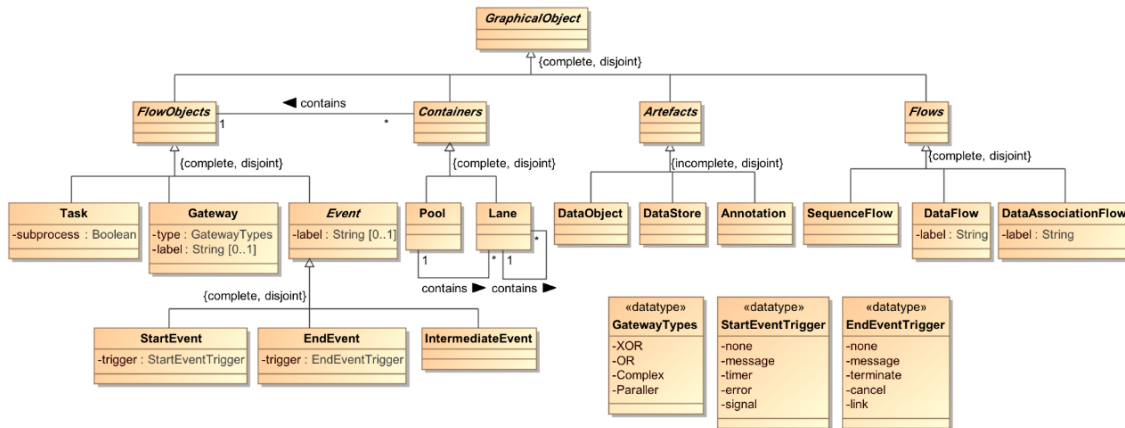 GraphicalObject
{complete, disjoint}
FlowObjects
1
◄ contains
*
Containers
Artefacts
Flows
{complete, disjoint}
{complete, disjoint}
{incomplete, disjoint}
{complete, disjoint}
Task
-subprocess : Boolean
Gateway
-type : GatewayTypes
-label : String [0..1]
Event
-label : String [0..1]
Pool
Lane
1
*
1
*
contains ►
contains ►
DataObject
DataStore
Annotation
SequenceFlow
DataFlow
-label : String
DataAssociationFlow
-label : String
{complete, disjoint}
StartEvent
-trigger : StartEventTrigger
EndEvent
-trigger : EndEventTrigger
IntermediateEvent
«datatype»
GatewayTypes
-XOR
-OR
-Complex
-Paraller
«datatype»
StartEventTrigger
-none
-message
-timer
-error
-signal
«datatype»
EndEventTrigger
-none
-message
-terminate
-cancel
-link